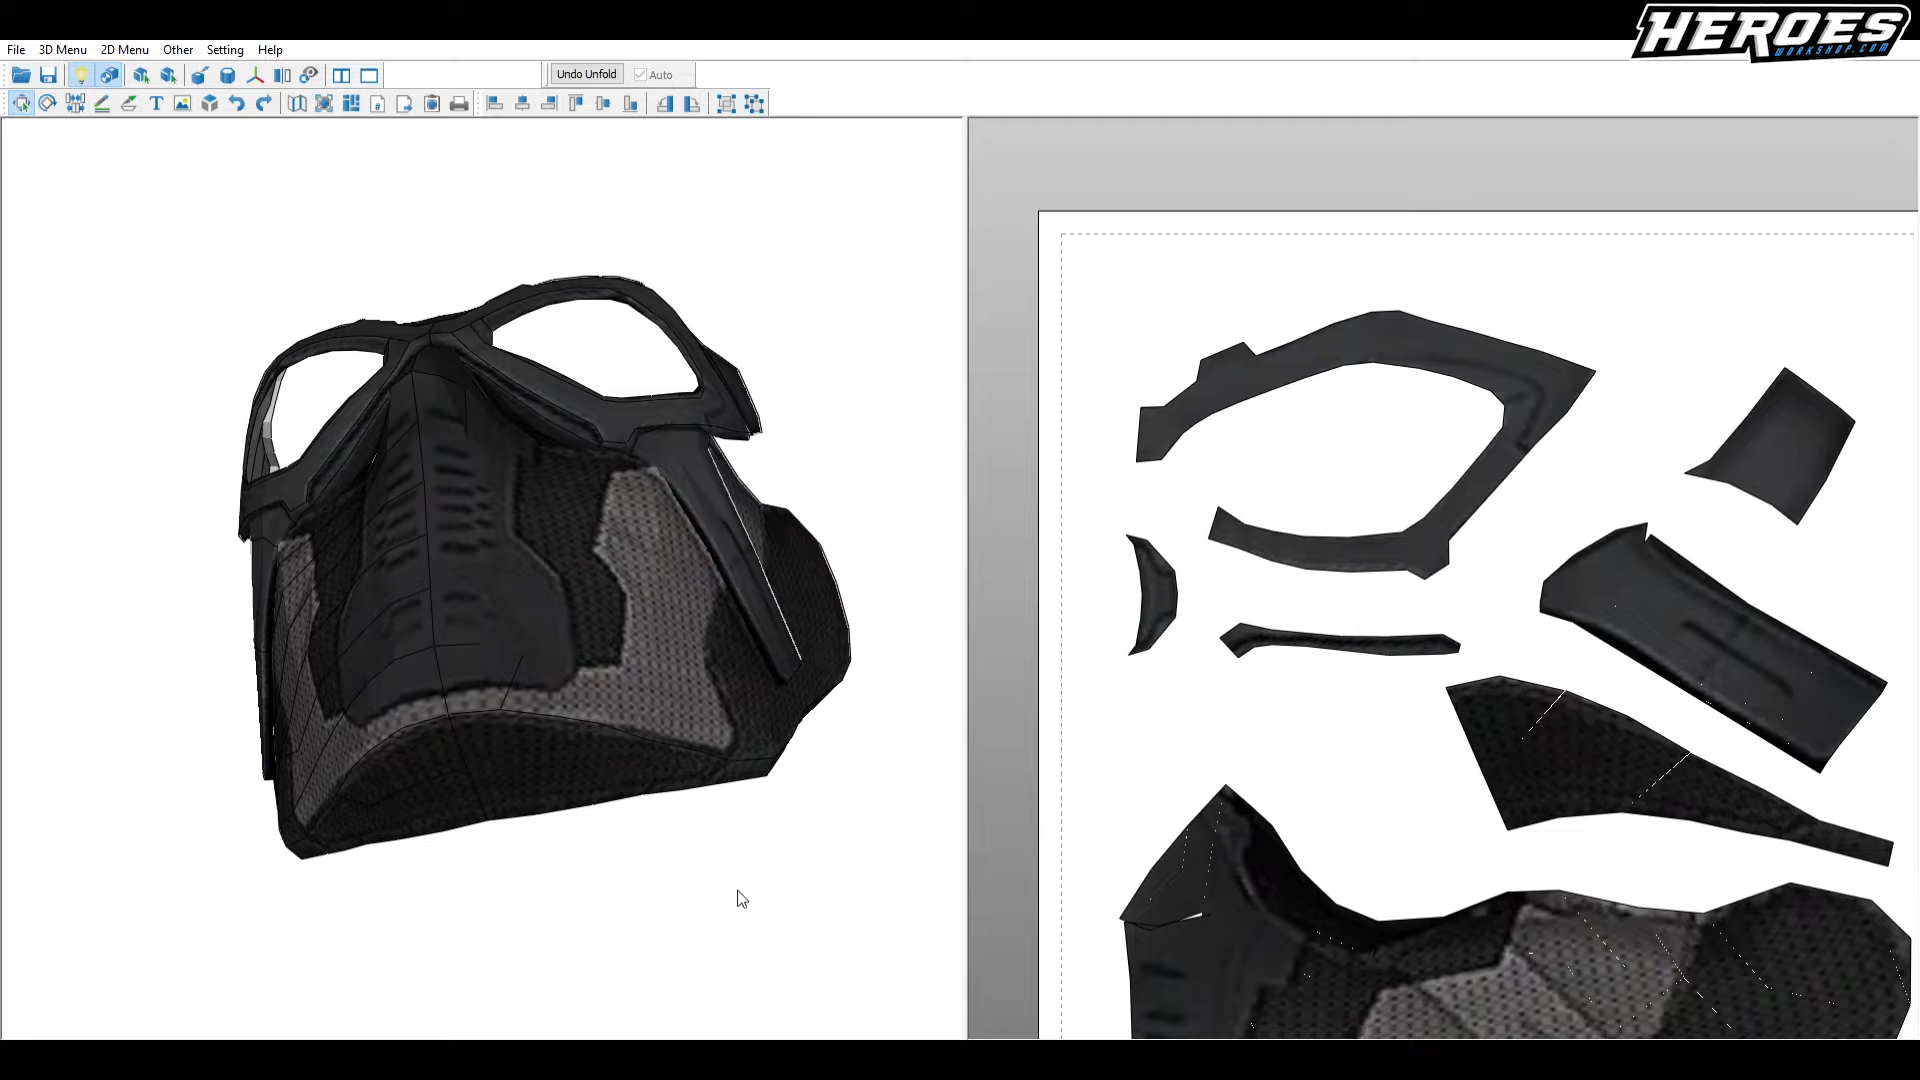 HEROES
WORKSHOP.COM
File 3D Menu 2D Menu Other Setting Help
Undo Unfold Auto